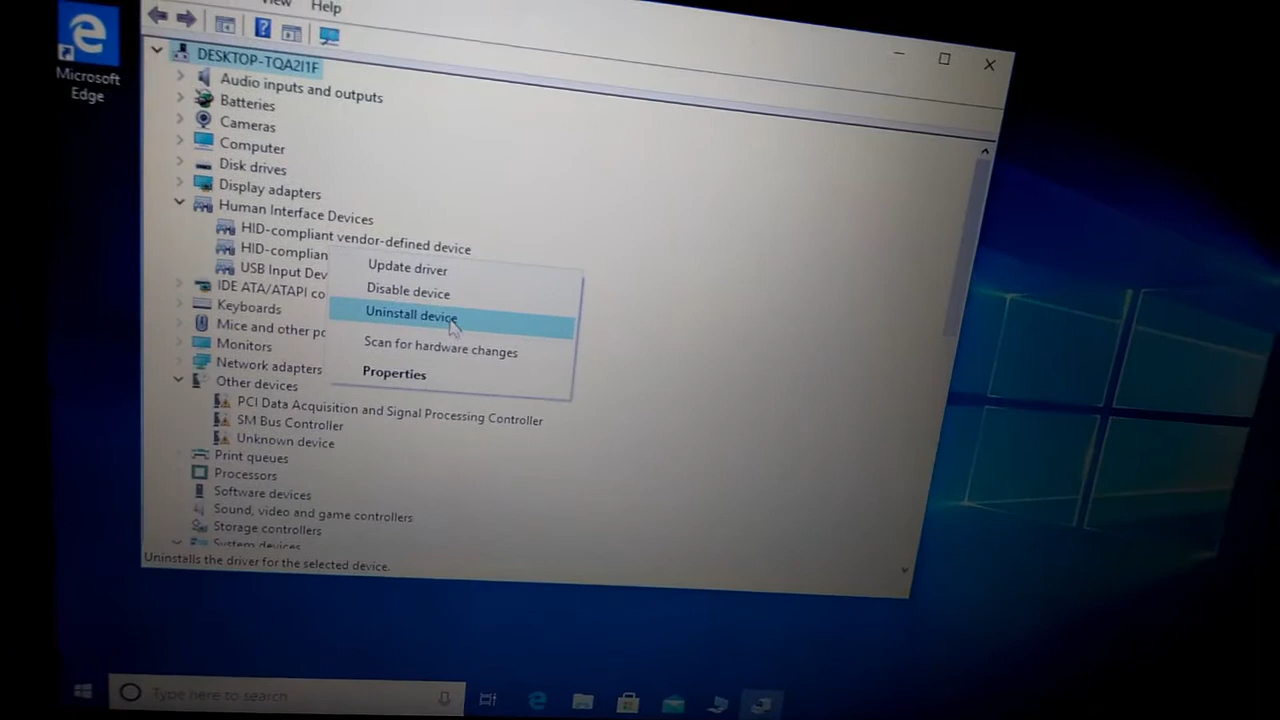 View Help
Microsoft
Edge
DESKTOP-TQA2I1F
Audio inputs and outputs
Batteries
Cameras
Computer
Disk drives
Display adapters
Human Interface Devices
HID-compliant vendor-defined device
HID-complian
USB Input Dev
IDE ATA/ATAPI co
Keyboards
Mice and other po
Monitors
Network adapters
Other devices
PCI Data Acquisition and Signal Processing Controller
SM Bus Controller
Unknown device
Print queues
Processors
Software devices
Sound, video and game controllers
Storage controllers
System devices
Update driver
Disable device
Uninstall device
Scan for hardware changes
Properties
Uninstalls the driver for the selected device.
Type here to search